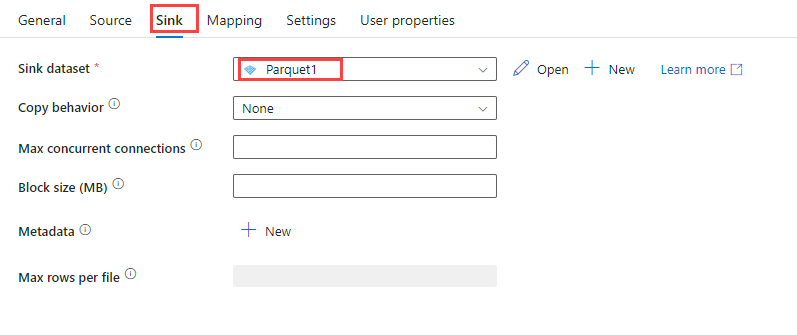 General Source Sink Mapping Settings User properties
Sink dataset * Parquet1 Open New Learn more
Copy behavior None
Max concurrent connections
Block size (MB)
Metadata New
Max rows per file